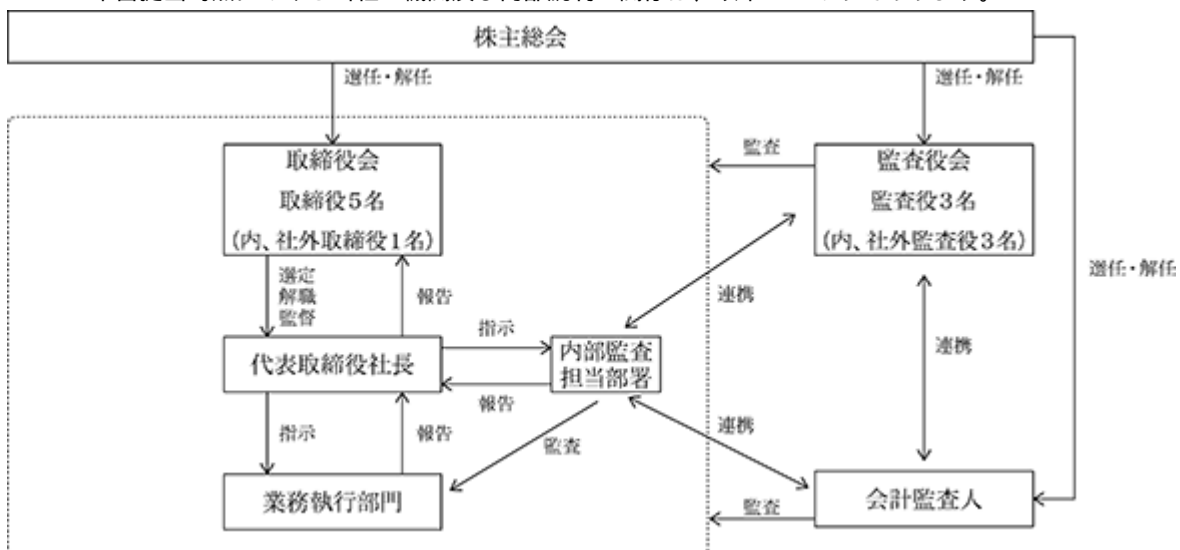 株主総会
選任・解任
選任・解任
取締役会
取締役5名
(内、社外取締役1名)
監査
監査役会
監査役3名
(内、社外監査役3名)
選任・解任
選定
解職
監督
報告
連携
指示
代表取締役社長
内部監査
担当部署
連携
報告
指示
報告
監査
連携
業務執行部門
監査
会計監査人